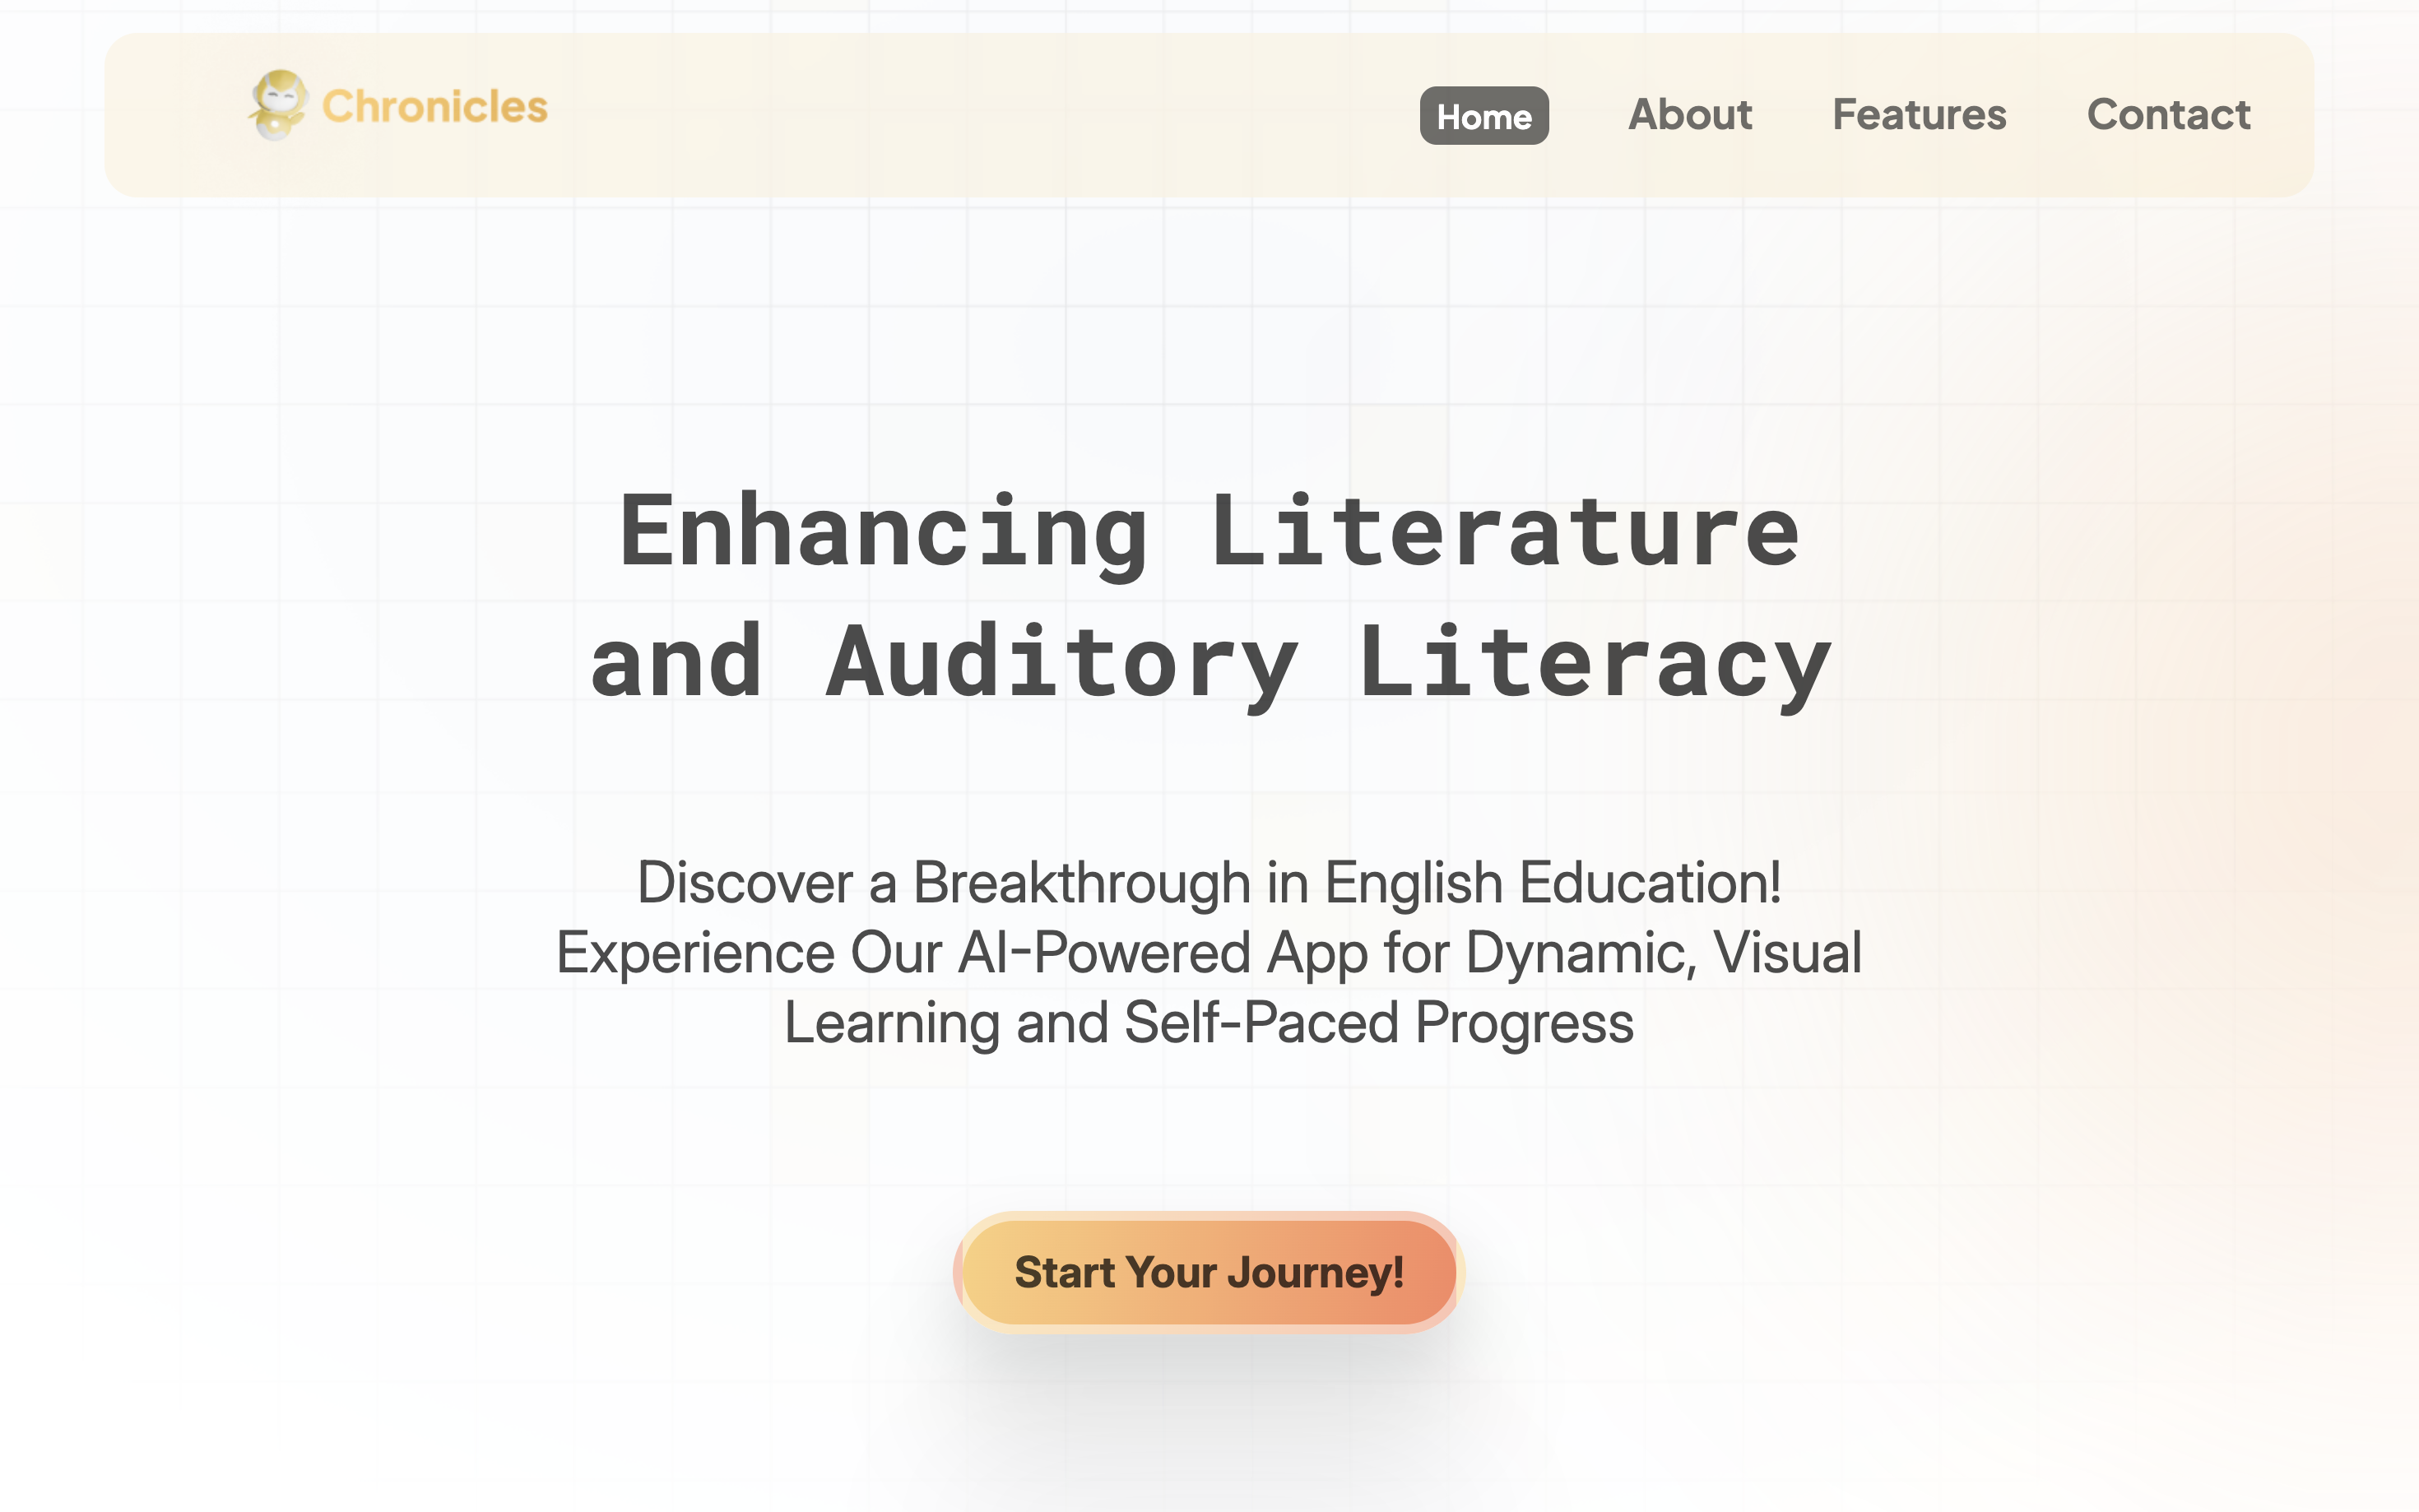 Chronicles
Home About Features Contact
Enhancing Literature
and Auditory Literacy
Discover a Breakthrough in English Education!
Experience Our AI-Powered App for Dynamic, Visual
Learning and Self-Paced Progress
Start Your Journey!